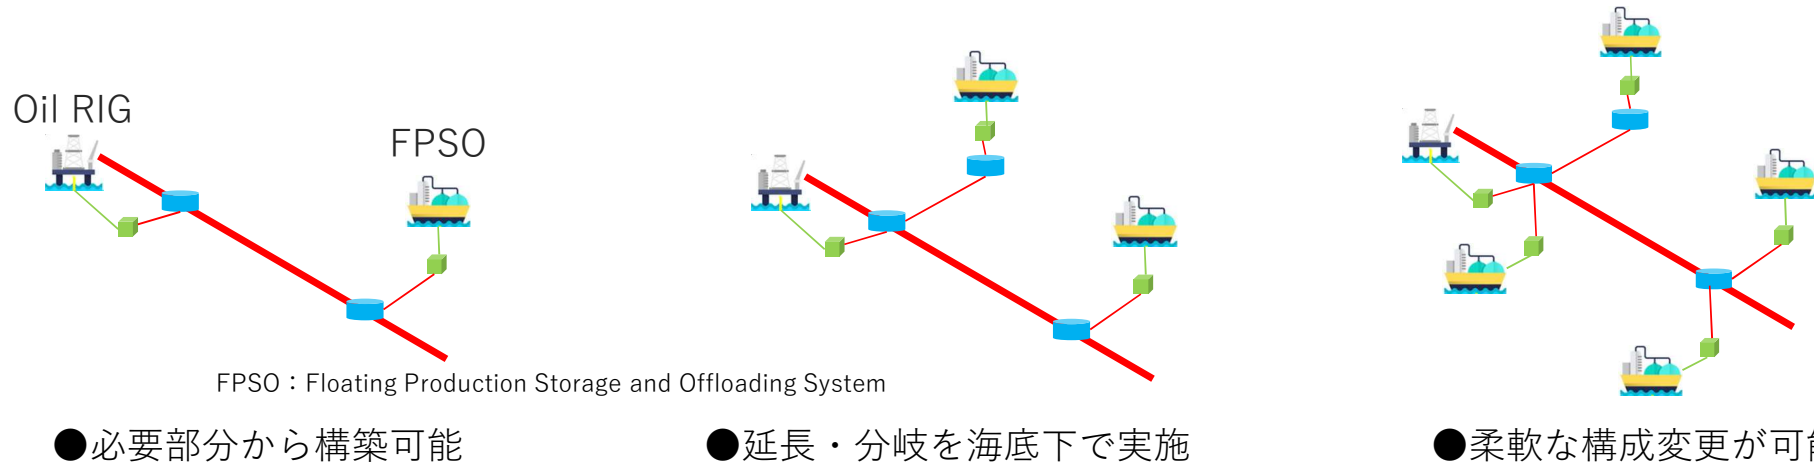 Oil RIG
FPSO
FPSO：Floating Production Storage and Offloading System
●必要部分から構築可能
●延長・分岐を海底下で実施
●柔軟な構成変更が可